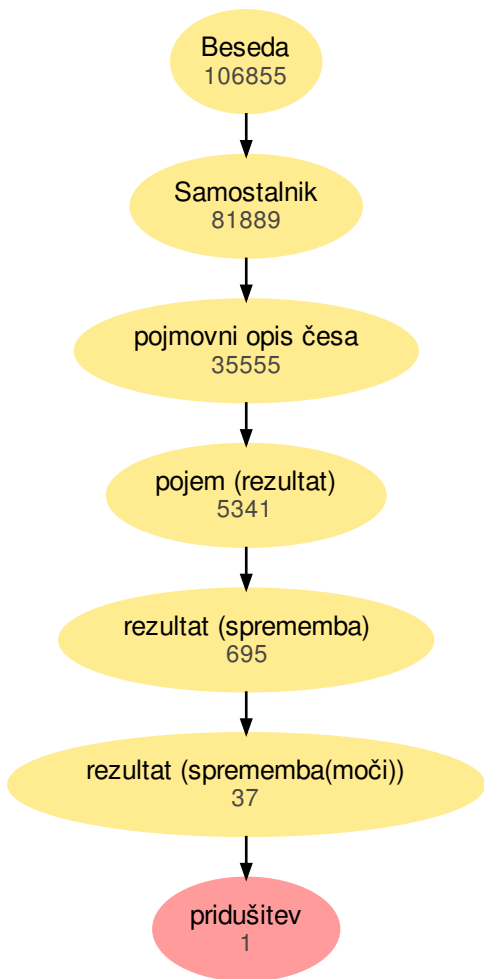 Beseda
106855
Samostalnik
81889
pojmovni opis česa
35555
pojem (rezultat)
5341
rezultat (sprememba)
695
rezultat (sprememba(moči))
37
pridušitev
1